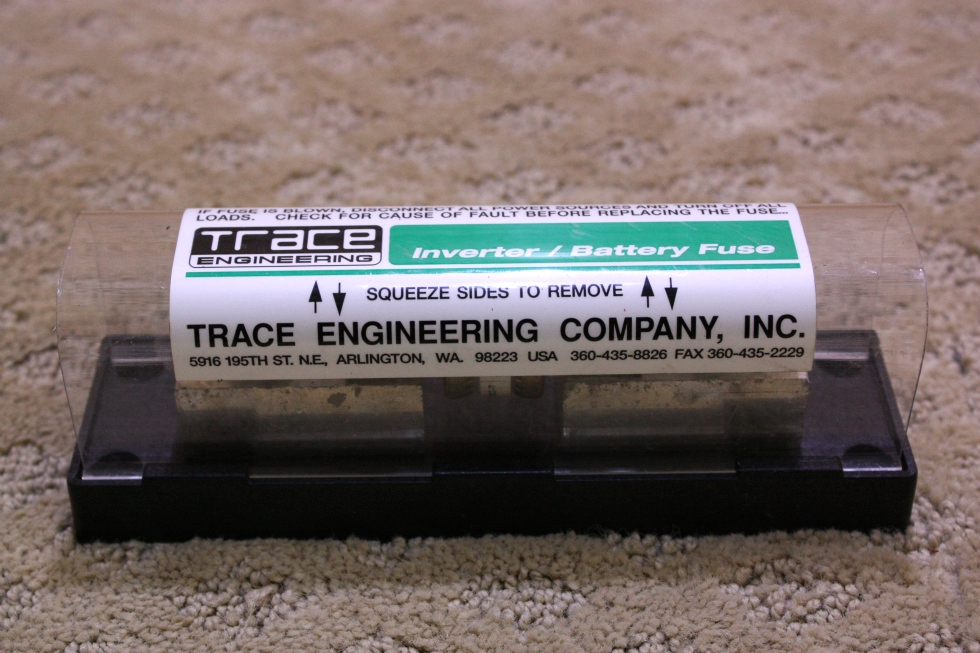 IF FUSE IS BLOWN, DISCONNECT ALL POWER SOURCES AND TURN OFF ALL
LOADS. CHECK FOR CAUSE OF FAULT BEFORE REPLACING THE FUSE...
Trace
ENGINEERING
Inverter / Battery Fuse
SQUEEZE SIDES TO REMOVE
TRACE ENGINEERING COMPANY, INC.
5916 195TH ST. N.E., ARLINGTON, WA. 98223 USA 360-435-8826 FAX 360-435-2229